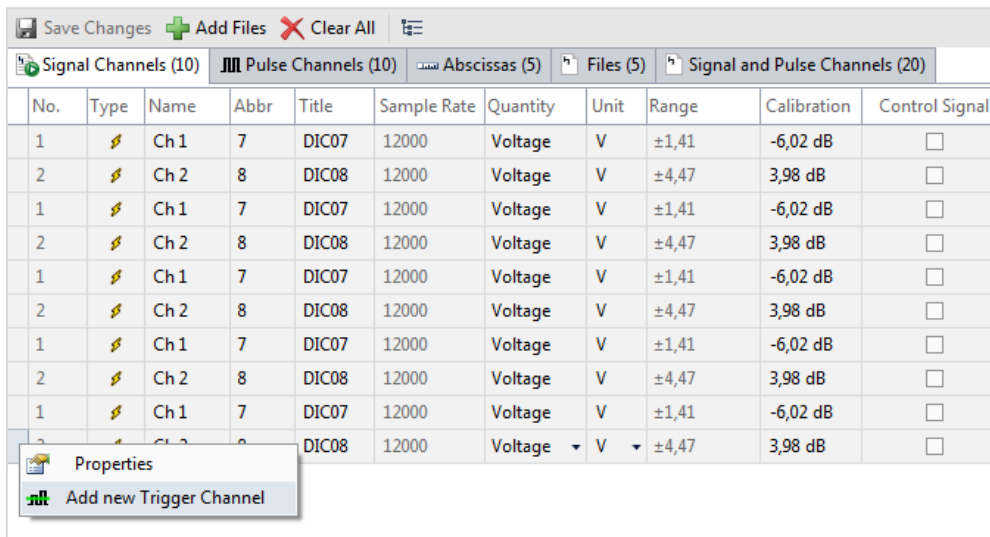 Save Changes Add Files Clear All
Signal Channels (10) Pulse Channels (10) Abscissas (5) Files (5) Signal and Pulse Channels (20)
No. Type Name Abbr Title Sample Rate Quantity Unit Range Calibration Control Signal
1 Ch 1 7 DIC07 12000 Voltage V ±1,41 -6,02 dB
2 Ch 2 8 DIC08 12000 Voltage V ±4,47 3,98 dB
1 Ch 1 7 DIC07 12000 Voltage V ±1,41 -6,02 dB
2 Ch 2 8 DIC08 12000 Voltage V ±4,47 3,98 dB
1 Ch 1 7 DIC07 12000 Voltage V ±1,41 -6,02 dB
2 Ch 2 8 DIC08 12000 Voltage V ±4,47 3,98 dB
1 Ch 1 7 DIC07 12000 Voltage V ±1,41 -6,02 dB
2 Ch 2 8 DIC08 12000 Voltage V ±4,47 3,98 dB
1 Ch 1 7 DIC07 12000 Voltage V ±1,41 -6,02 dB
DIC08 12000 Voltage V ±4,47 3,98 dB
Properties
Add new Trigger Channel